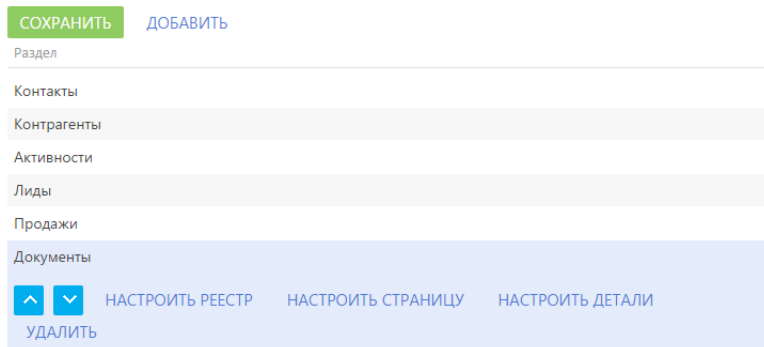 СОХРАНИТЬ ДОБАВИТЬ
Раздел
Контакты
Контрагенты
Активности
Лиды
Продажи
Документы
НАСТРОИТЬ РЕЕСТР НАСТРОИТЬ СТРАНИЦУ НАСТРОИТЬ ДЕТАЛИ
УДАЛИТЬ